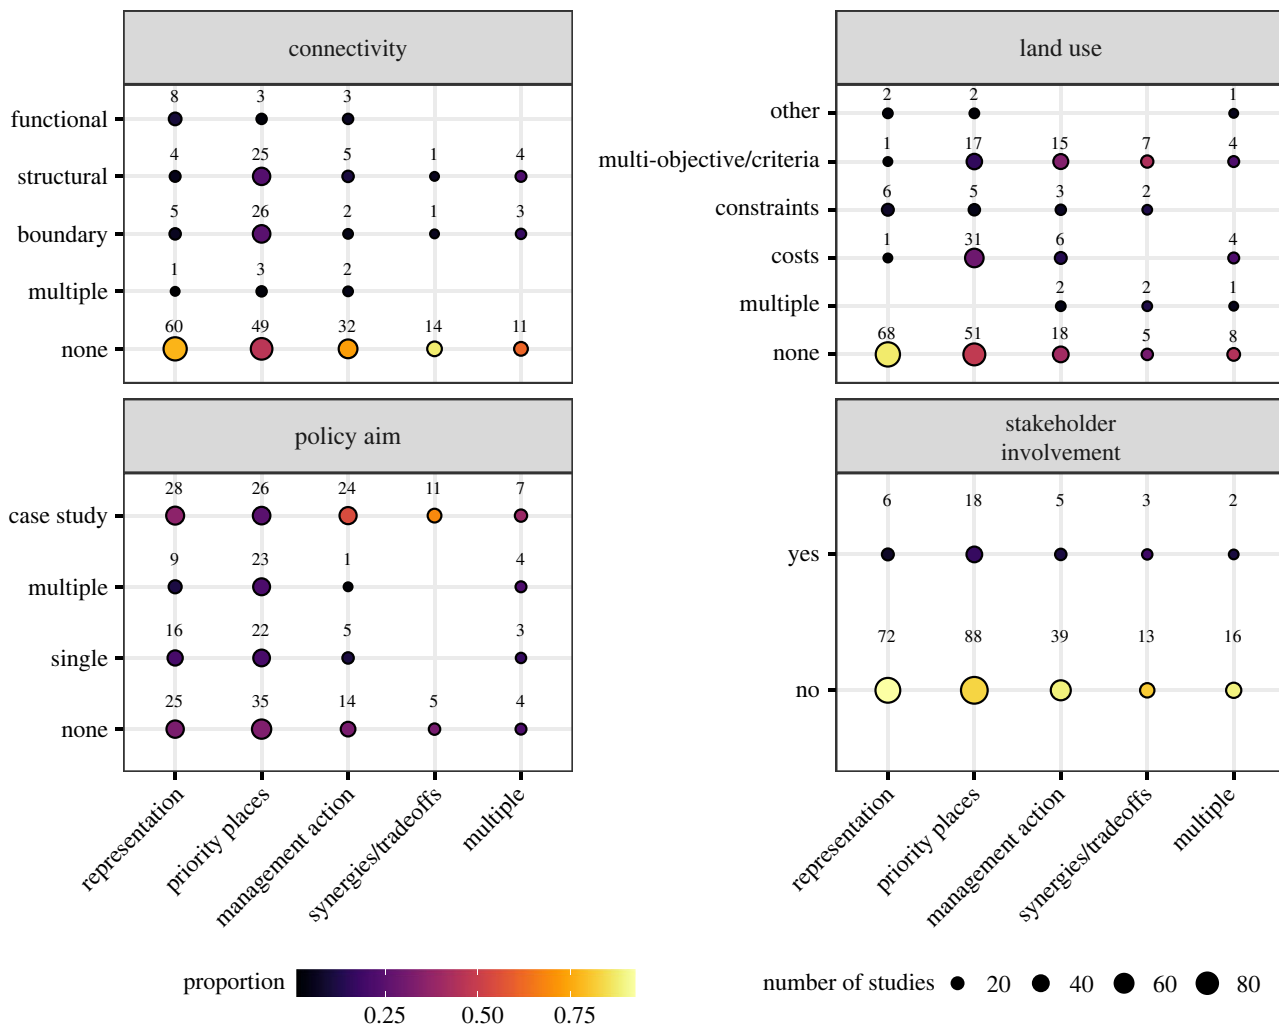 connectivity
8 3 3
functional
4 25 5 1 4
structural
5 26 2 1 3
boundary
1 3 2
multiple
60 49 32 14 11
none
land use
2 2 1
other
1 17 15 7 4
multi-objective/criteria
6 5 3 2
constraints
1 31 6 4
costs
2 2 1
multiple
68 51 18 5 8
none
policy aim
28 26 24 11 7
case study
9 23 1 4
multiple
16 22 5 3
single
25 35 14 5 4
none
representation
priority places
management action
synergies/tradeoffs
multiple
stakeholder
involvement
6 18 5 3 2
yes
72 88 39 13 16
no
representation
priority places
management action
synergies/tradeoffs
multiple
proportion
0.25 0.50 0.75
number of studies 20 40 60 80